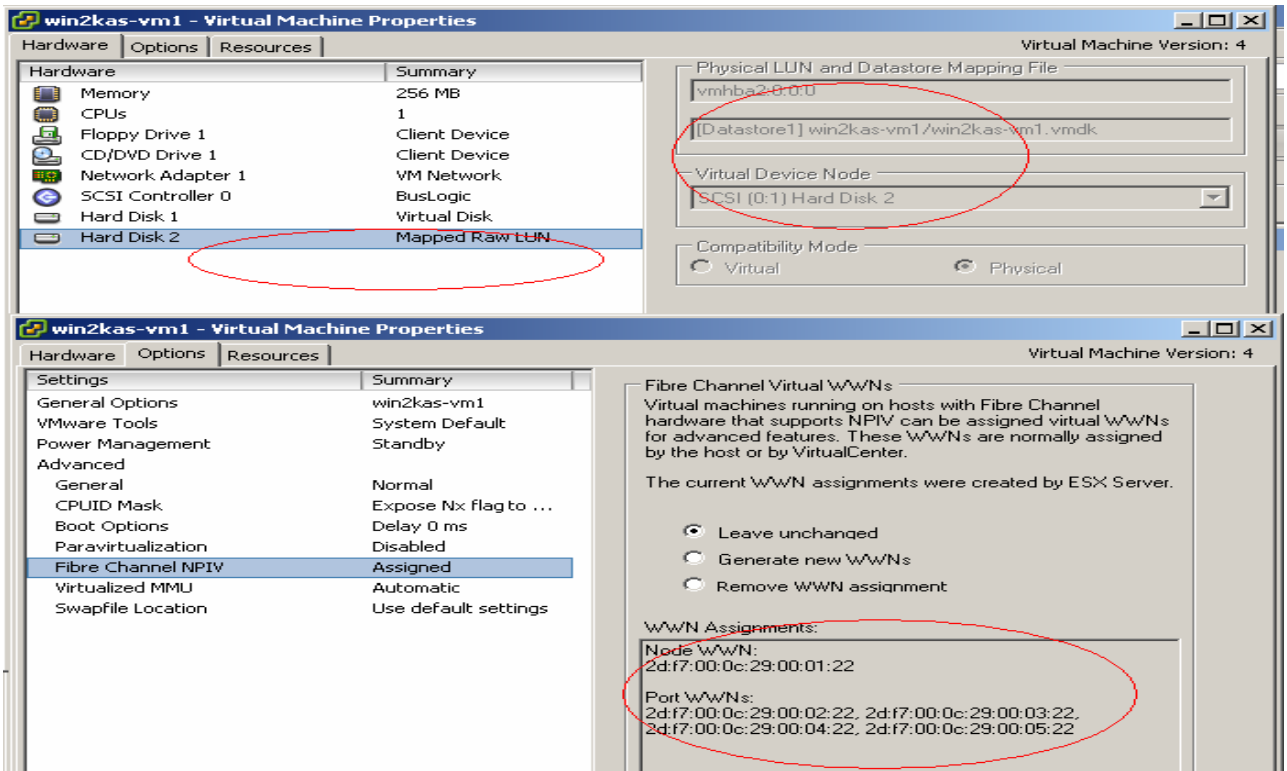 win2kas-vm1 - Virtual Machine Properties
Hardware Options Resources Virtual Machine Version: 4
Hardware Summary
Memory 256 MB
CPUs 1
Floppy Drive 1 Client Device
CD/DVD Drive 1 Client Device
Network Adapter 1 VM Network
SCSI Controller 0 BusLogic
Hard Disk 1 Virtual Disk
Hard Disk 2 Mapped Raw LUN
Physical LUN and Datastore Mapping File
vmhba2:0:0:0
[Datastore1] win2kas-vm1/win2kas-vm1.vmdk
Virtual Device Node
SCSI (0:1) Hard Disk 2
Compatibility Mode
Virtual Physical
win2kas-vm1 - Virtual Machine Properties
Hardware Options Resources Virtual Machine Version: 4
Settings Summary
General Options win2kas-vm1
VMware Tools System Default
Power Management Standby
Advanced
General Normal
CPUID Mask Expose Nx flag to ...
Boot Options Delay 0 ms
Paravirtualization Disabled
Fibre Channel NPIV Assigned
Virtualized MMU Automatic
Swapfile Location Use default settings
Fibre Channel Virtual WWNs
Virtual machines running on hosts with Fibre Channel
hardware that supports NPIV can be assigned virtual WWNs
for advanced features. These WWNs are normally assigned
by the host or by VirtualCenter.
The current WWN assignments were created by ESX Server.
Leave unchanged
Generate new WWNs
Remove WWN assignment
WWN Assignments:
Node WWN:
2d:f7:00:0c:29:00:01:22
Port WWNs:
2d:f7:00:0c:29:00:02:22, 2d:f7:00:0c:29:00:03:22,
2d:f7:00:0c:29:00:04:22, 2d:f7:00:0c:29:00:05:22